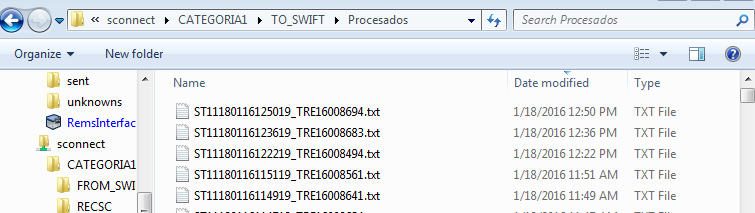 sconnect CATEGORIA1 TO_SWIFT Procesados Search Procesados
Organize New folder
sent
unknowns
RemsInterfac
sconnect
CATEGORIA1
FROM_SWI
RECSC
Name Date modified Type
ST11180116125019_TRE16008694.txt 1/18/2016 12:50 PM TXT File
ST11180116123619_TRE16008683.txt 1/18/2016 12:36 PM TXT File
ST11180116122219_TRE16008494.txt 1/18/2016 12:22 PM TXT File
ST11180116115119_TRE16008561.txt 1/18/2016 11:51 AM TXT File
ST11180116114919_TRE16008641.txt 1/18/2016 11:49 AM TXT File